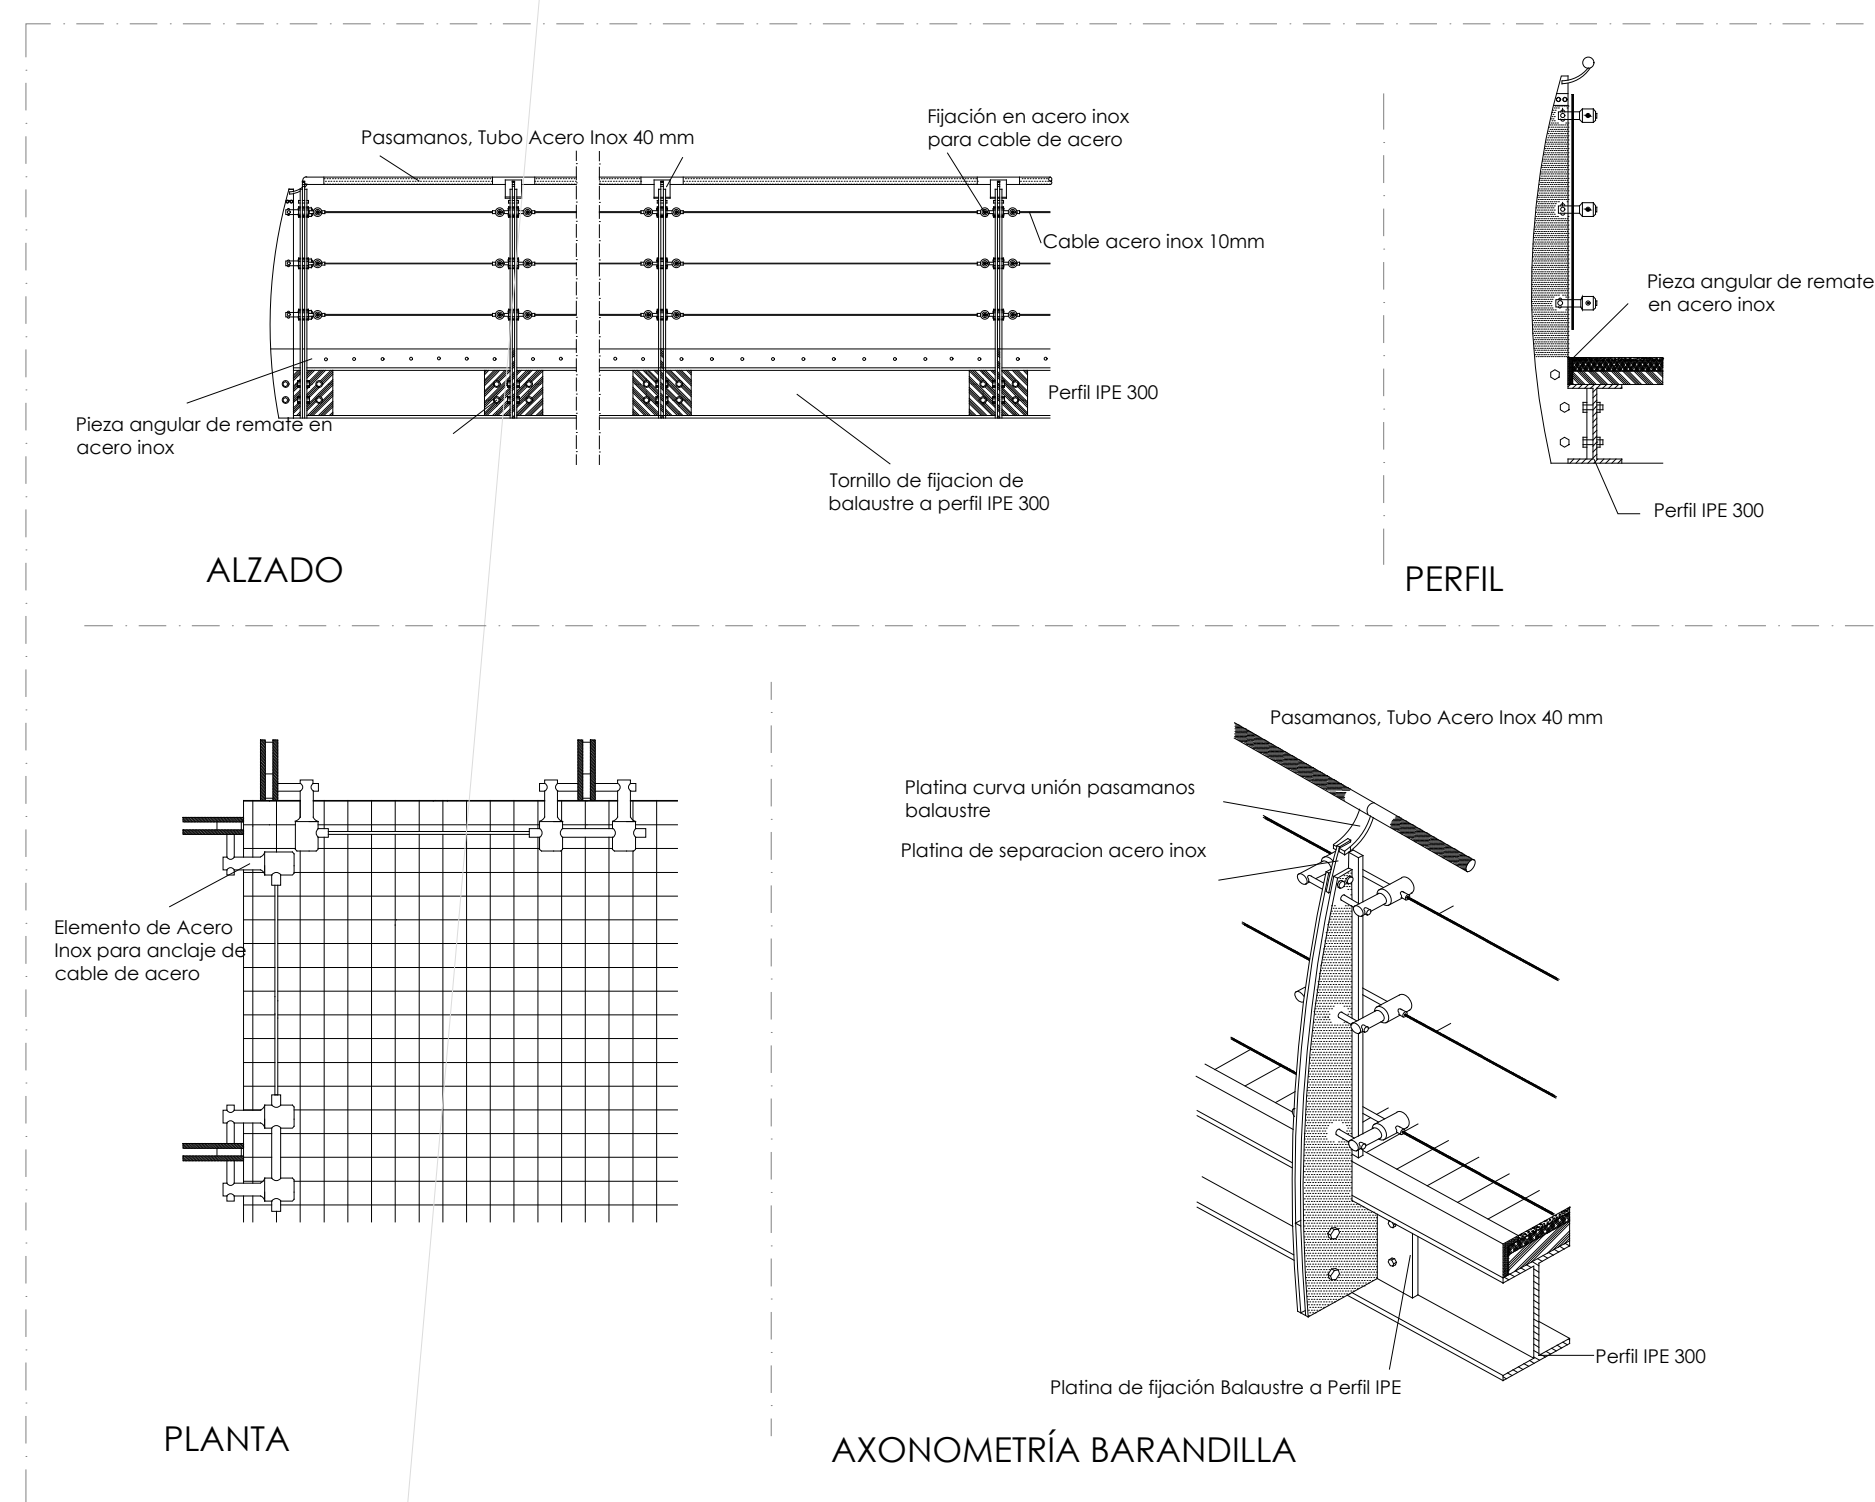 Pasamanos, Tubo Acero Inox 40 mm
Fijación en acero inox
para cable de acero
Cable acero inox 10mm
Perfil IPE 300
Pieza angular de remate en
acero inox
Tornillo de fijacion de
balaustre a perfil IPE 300
ALZADO
Pieza angular de remate
en acero inox
Perfil IPE 300
PERFIL
Elemento de Acero
Inox para anclaje de
cable de acero
PLANTA
Pasamanos, Tubo Acero Inox 40 mm
Platina curva unión pasamanos
balaustre
Platina de separacion acero inox
Perfil IPE 300
Platina de fijación Balaustre a Perfil IPE
AXONOMETRÍA BARANDILLA